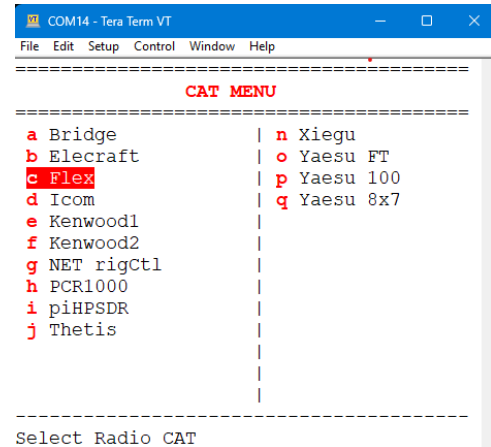 COM14 - Tera Term VT
File Edit Setup Control Window Help
==========================================
CAT MENU
==========================================
a Bridge | n Xiegu
b Elecraft | o Yaesu FT
c Flex | p Yaesu 100
d Icom | q Yaesu 8x7
e Kenwood1 |
f Kenwood2 |
g NET rigCtl |
h PCR1000 |
i piHPSDR |
j Thetis |
|
|
|
------------------------------------------
Select Radio CAT